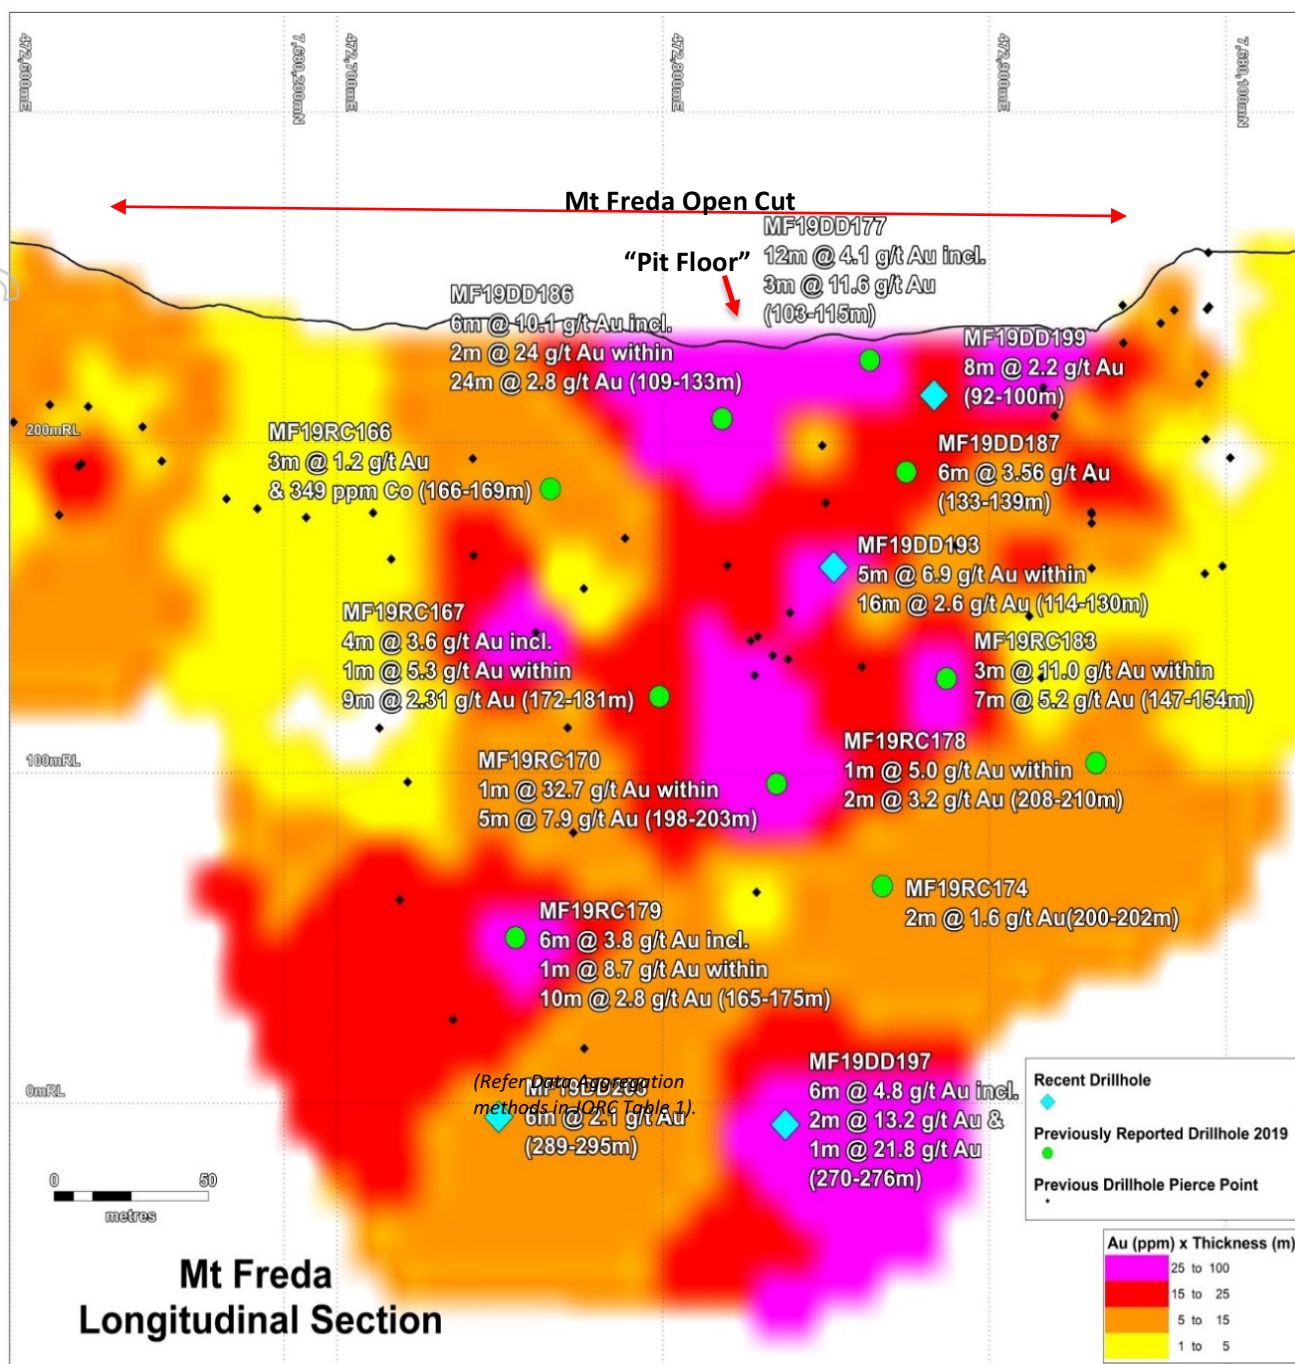 472,600mE
7,680,200mN
472,700mE
472,800mE
472,900mE
7,680,100mN
Mt Freda Open Cut
MF19DD177
12m @ 4.1 g/t Au incl.
3m @ 11.6 g/t Au
(103-115m)
“Pit Floor”
MF19DD186
6m @ 10.1 g/t Au incl.
2m @ 24 g/t Au within
24m @ 2.8 g/t Au (109-133m)
MF19DD199
8m @ 2.2 g/t Au
(92-100m)
200mRL
MF19RC166
3m @ 1.2 g/t Au
& 349 ppm Co (166-169m)
MF19DD187
6m @ 3.56 g/t Au
(133-139m)
MF19DD193
5m @ 6.9 g/t Au within
16m @ 2.6 g/t Au (114-130m)
MF19RC167
4m @ 3.6 g/t Au incl.
1m @ 5.3 g/t Au within
9m @ 2.31 g/t Au (172-181m)
MF19RC183
3m @ 11.0 g/t Au within
7m @ 5.2 g/t Au (147-154m)
100mRL
MF19RC170
1m @ 32.7 g/t Au within
5m @ 7.9 g/t Au (198-203m)
MF19RC178
1m @ 5.0 g/t Au within
2m @ 3.2 g/t Au (208-210m)
MF19RC174
2m @ 1.6 g/t Au(200-202m)
MF19RC179
6m @ 3.8 g/t Au incl.
1m @ 8.7 g/t Au within
10m @ 2.8 g/t Au (165-175m)
0mRL
(Refer Data Aggregation
methods in JORC Table 1).
6m @ 2.1 g/t Au
(289-295m)
MF19DD197
6m @ 4.8 g/t Au incl.
2m @ 13.2 g/t Au &
1m @ 21.8 g/t Au
(270-276m)
Recent Drillhole
Previously Reported Drillhole 2019
Previous Drillhole Pierce Point
0 50
metres
Au (ppm) x Thickness (m)
25 to 100
15 to 25
5 to 15
1 to 5
Mt Freda
Longitudinal Section